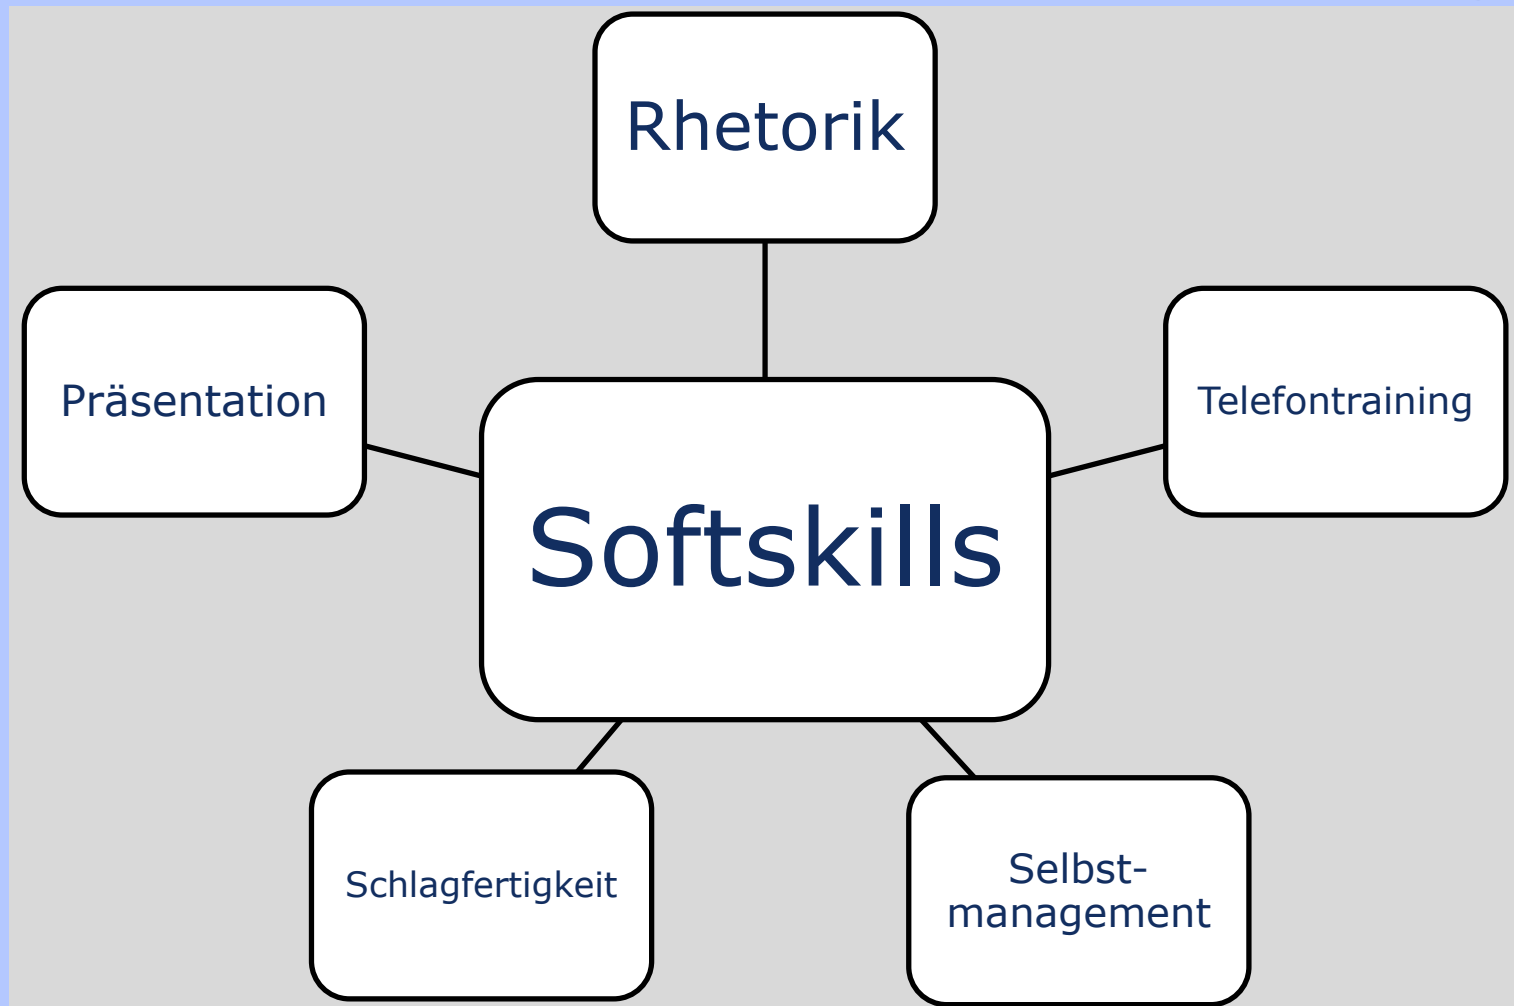 Rhetorik
Präsentation
Telefontraining
Softskills
Schlagfertigkeit
Selbst-
management